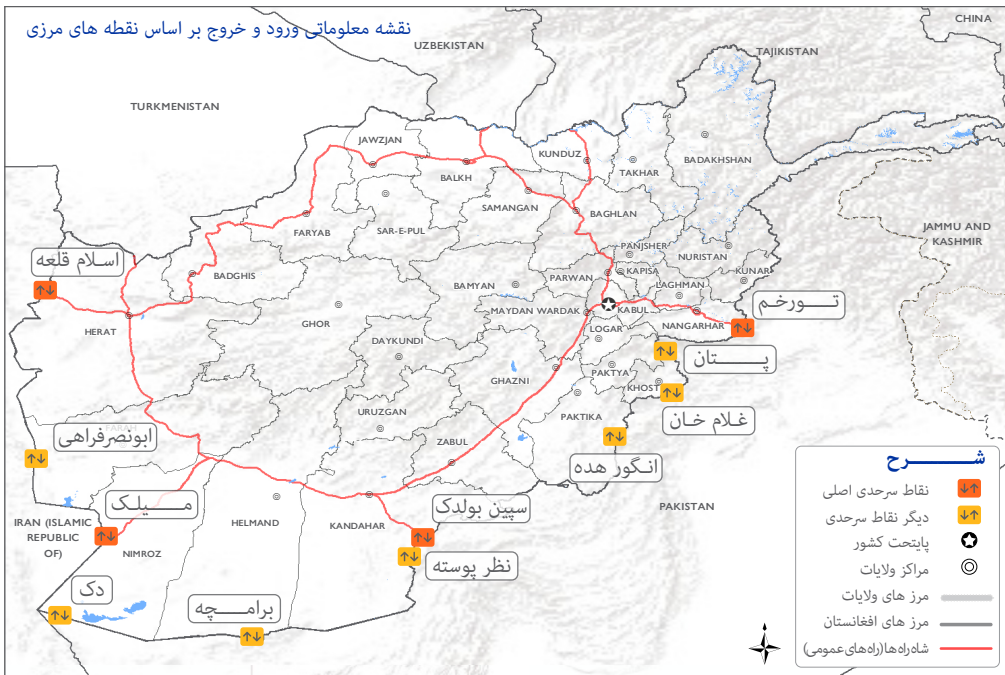 نقشه معلوماتی ورود و خروج بر اساس نقطه های مرزی
CHINA
UZBEKISTAN
TAJIKISTAN
TURKMENISTAN
JAWZJAN
KUNDUZ
BALKH
TAKHAR
BADAKHSHAN
SAMANGAN
BAGHLAN
FARYAB
SAR-E-PUL
JAMMU AND
KASHMIR
PANJSHER
NURISTAN
اسلام قلعه
BADGHIS
PARWAN
KAPISA
KUNAR
BAMYAN
LAGHMAN
تورخم
MAYDAN WARDAK
KABUL
HERAT
GHOR
LOGAR
NANGARHAR
DAYKUNDI
پتان
PAKTYA
GHAZNI
KHOST
URUZGAN
PAKTIKA
غلام خان
FARAH
ابونصرفراهی
ZABUL
انگور هده
میلک
سپین بولدک
PAKISTAN
IRAN (ISLAMIC
REPUBLIC
OF)
HELMAND
KANDAHAR
NIMROZ
نظر پوسته
دک
برامچه
شرح
نقاط سرحدی اصلی
دیگر نقاط سرحدی
پایتحت کشور
مراکز ولایات
مرز های ولایات
مرز های افغانستان
شاه‌راه‌ها(راه‌های‌عمومی)